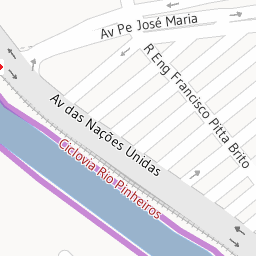 Av Pe José Maria
R Eng Francisco Pitta Brito
Av das Nações Unidas
Ciclovia Rio Pinheiros